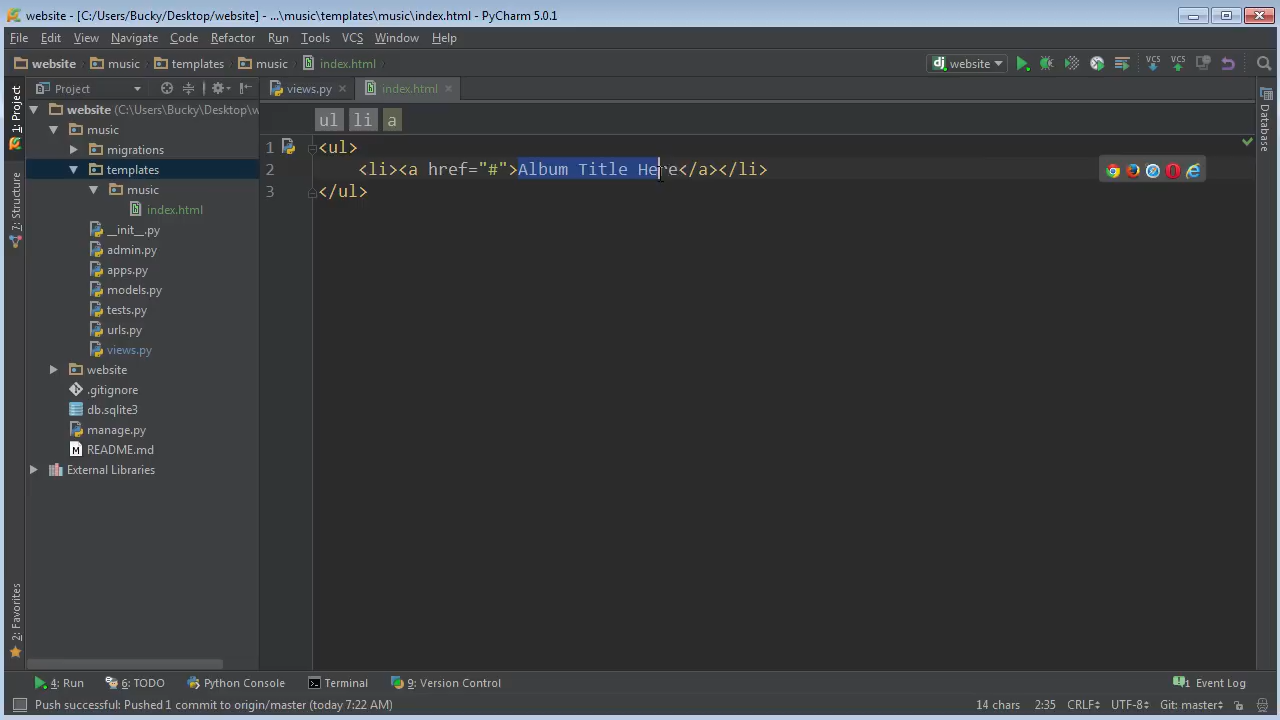 website - [C:/Users/Bucky/Desktop/website] - ...\music\templates\music\index.html - PyCharm 5.0.1
File Edit View Navigate Code Refactor Run Tools VCS Window Help
website music templates music index.html
dj website VCS VCS
1: Project
7: Structure
2: Favorites
Project
website (C:\Users\Bucky\Desktop\w
music
migrations
templates
music
index.html
__init__.py
admin.py
apps.py
models.py
tests.py
urls.py
views.py
website
.gitignore
db.sqlite3
manage.py
README.md
External Libraries
views.py index.html
ul li a
1 <ul>
2 <li><a href="#">Album Title Here</a></li>
3 </ul>
Database
4: Run 6: TODO Python Console Terminal 9: Version Control 1 Event Log
Push successful: Pushed 1 commit to origin/master (today 7:22 AM) 14 chars 2:35 CRLF UTF-8 Git: master